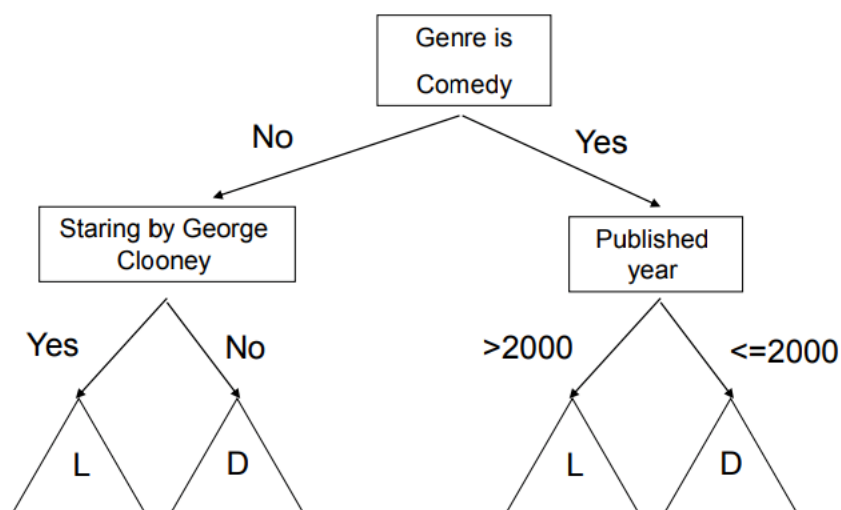 Genre is
Comedy
No
Yes
Staring by George
Clooney
Published
year
Yes
No
>2000
<=2000
L
D
L
D